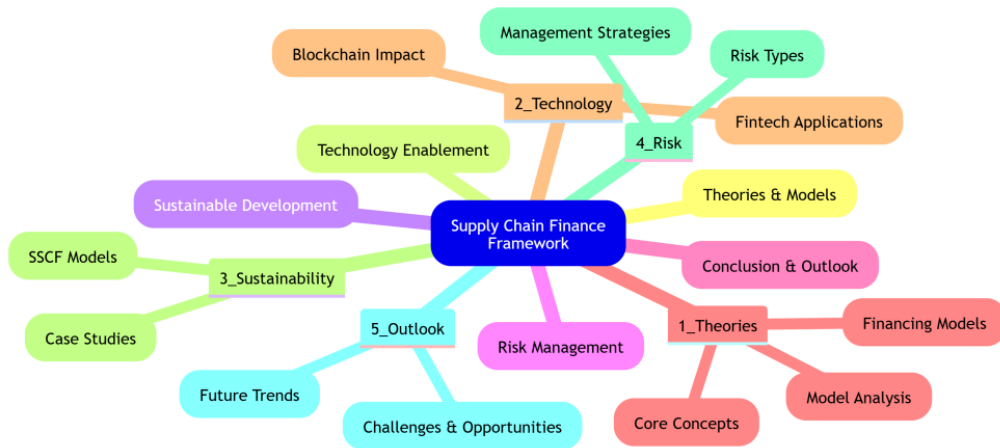 Management Strategies
Blockchain Impact
Risk Types
2_Technology
Fintech Applications
4_Risk
Technology Enablement
Theories & Models
Sustainable Development
Supply Chain Finance
Framework
SSCF Models
3_Sustainability
Conclusion & Outlook
Case Studies
5_Outlook
1_Theories
Financing Models
Risk Management
Future Trends
Model Analysis
Challenges & Opportunities
Core Concepts